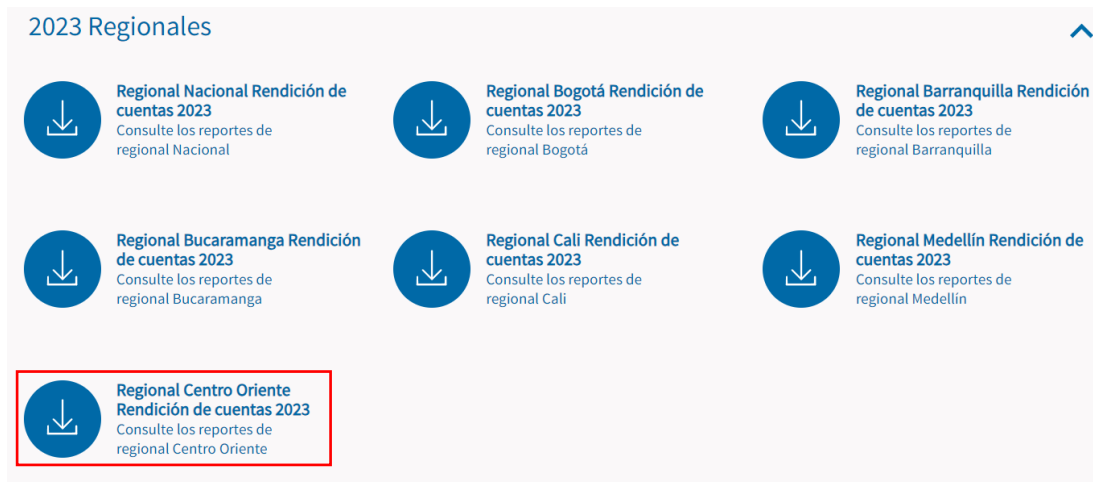 2023 Regionales
Regional Nacional Rendición de
cuentas 2023
Consulte los reportes de
regional Nacional
Regional Bogotá Rendición de
cuentas 2023
Consulte los reportes de
regional Bogotá
Regional Barranquilla Rendición
de cuentas 2023
Consulte los reportes de
regional Barranquilla
Regional Bucaramanga Rendición
de cuentas 2023
Consulte los reportes de
regional Bucaramanga
Regional Cali Rendición de
cuentas 2023
Consulte los reportes de
regional Cali
Regional Medellín Rendición de
cuentas 2023
Consulte los reportes de
regional Medellín
Regional Centro Oriente
Rendición de cuentas 2023
Consulte los reportes de
regional Centro Oriente